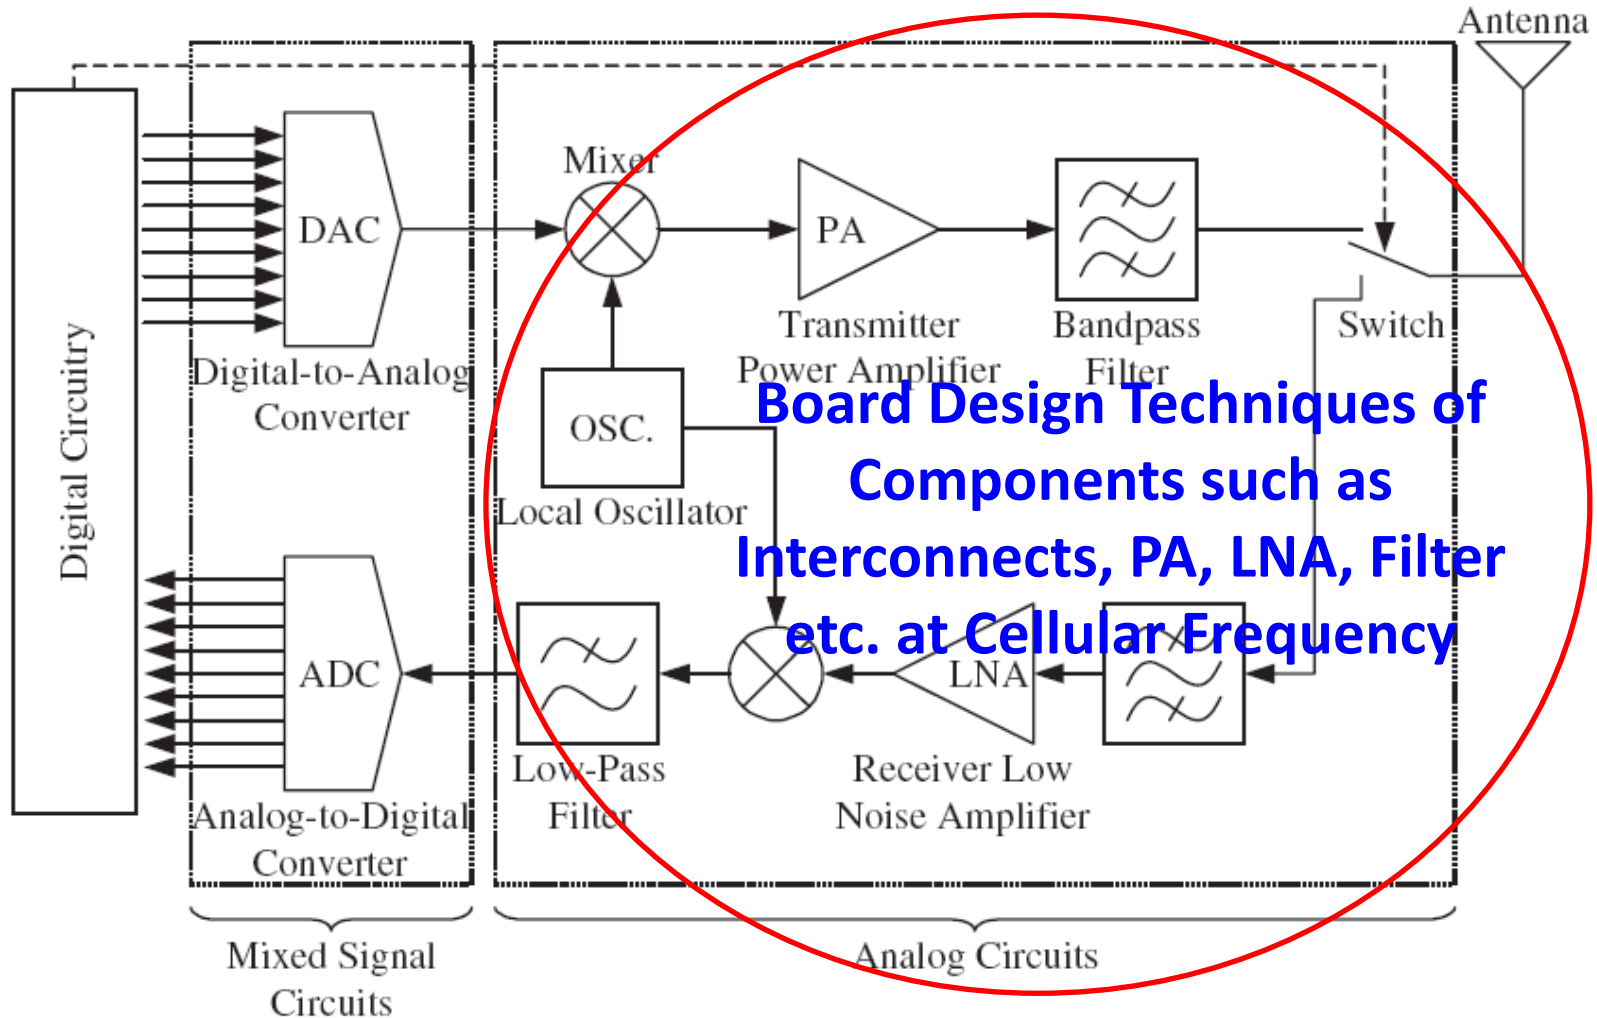 Antenna
Mixer
DAC
PA
Transmitter
Power Amplifier
Bandpass
Filter
Switch
Digital-to-Analog
Converter
Digital Circuitry
OSC.
Local Oscillator
Board Design Techniques of
Components such as
Interconnects, PA, LNA, Filter
etc. at Cellular Frequency
ADC
LNA
Low-Pass
Filter
Receiver Low
Noise Amplifier
Analog-to-Digital
Converter
Mixed Signal
Circuits
Analog Circuits